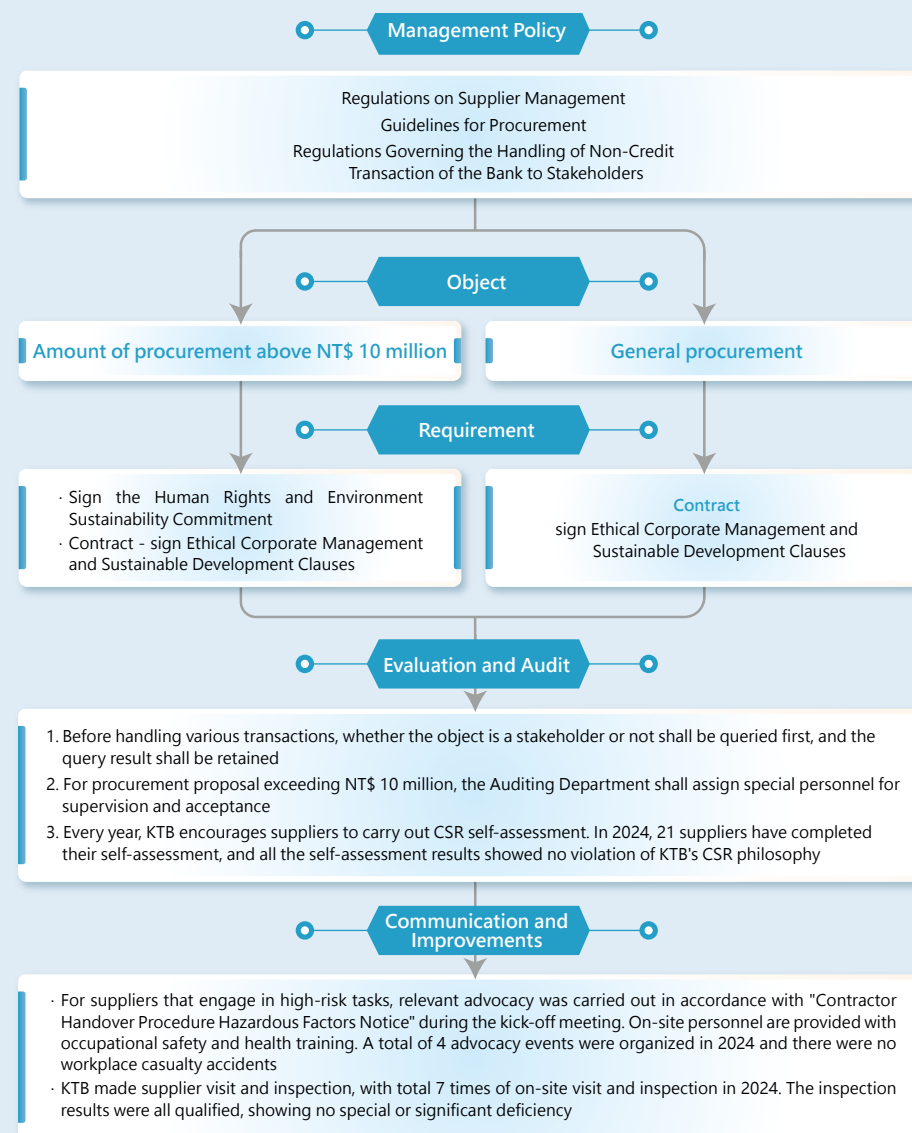 Management Policy
Regulations on Supplier Management
Guidelines for Procurement
Regulations Governing the Handling of Non-Credit
Transaction of the Bank to Stakeholders
Object
Amount of procurement above NT$ 10 million
General procurement
Requirement
· Sign the Human Rights and Environment
Sustainability Commitment
· Contract - sign Ethical Corporate Management
and Sustainable Development Clauses
Contract
sign Ethical Corporate Management and
Sustainable Development Clauses
Evaluation and Audit
1. Before handling various transactions, whether the object is a stakeholder or not shall be queried first, and the
query result shall be retained
2. For procurement proposal exceeding NT$ 10 million, the Auditing Department shall assign special personnel for
supervision and acceptance
3. Every year, KTB encourages suppliers to carry out CSR self-assessment. In 2024, 21 suppliers have completed
their self-assessment, and all the self-assessment results showed no violation of KTB's CSR philosophy
Communication and
Improvements
· For suppliers that engage in high-risk tasks, relevant advocacy was carried out in accordance with "Contractor
Handover Procedure Hazardous Factors Notice" during the kick-off meeting. On-site personnel are provided with
occupational safety and health training. A total of 4 advocacy events were organized in 2024 and there were no
workplace casualty accidents
· KTB made supplier visit and inspection, with total 7 times of on-site visit and inspection in 2024. The inspection
results were all qualified, showing no special or significant deficiency